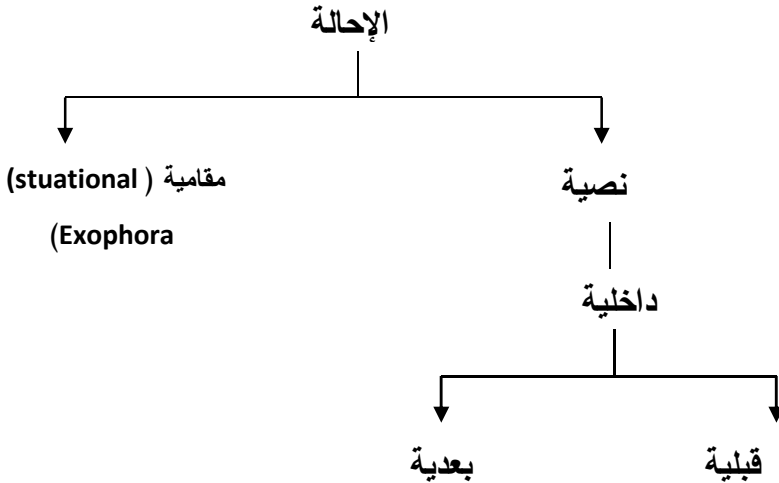 الإحالة
نصية
مقامية (stuational
Exophora)
داخلية
قبلية
بعدية